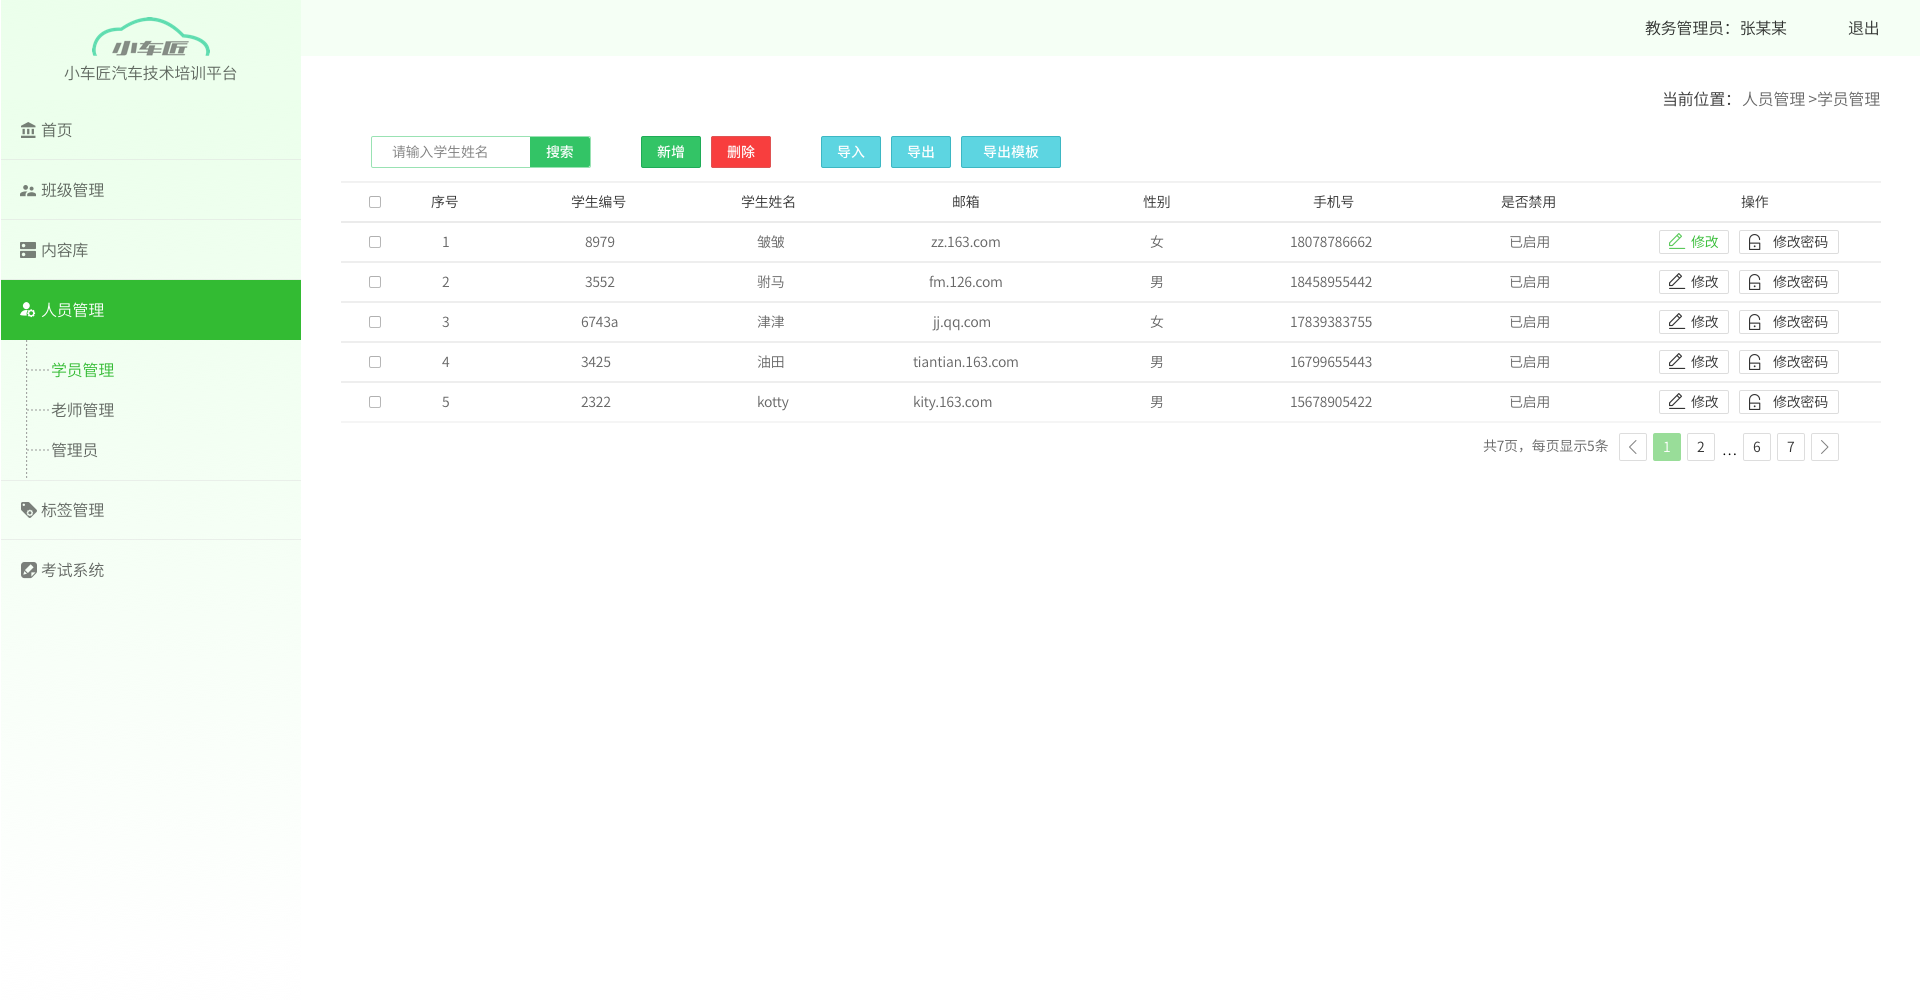 小车匠
小车匠汽车技术培训平台
教务管理员：张某某 退出
当前位置： 人员管理 >学员管理
首页
班级管理
内容库
人员管理
学员管理
老师管理
管理员
标签管理
考试系统
请输入学生姓名 搜索 新增 删除 导入 导出 导出模板
序号 学生编号 学生姓名 邮箱 性别 手机号 是否禁用 操作
1 8979 皱皱 zz.163.com 女 18078786662 已启用 修改 修改密码
2 3552 驸马 fm.126.com 男 18458955442 已启用 修改 修改密码
3 6743a 津津 jj.qq.com 女 17839383755 已启用 修改 修改密码
4 3425 油田 tiantian.163.com 男 16799655443 已启用 修改 修改密码
5 2322 kotty kity.163.com 男 15678905422 已启用 修改 修改密码
共7页，每页显示5条 1 2 ... 6 7